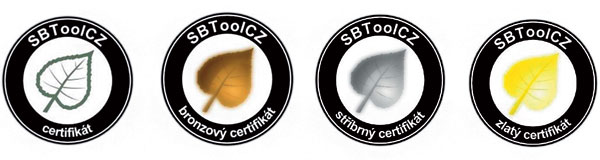 SBToolCZ
certifikát
SBToolCZ
bronzový certifikát
SBToolCZ
stříbrný certifikát
SBToolCZ
zlatý certifikát